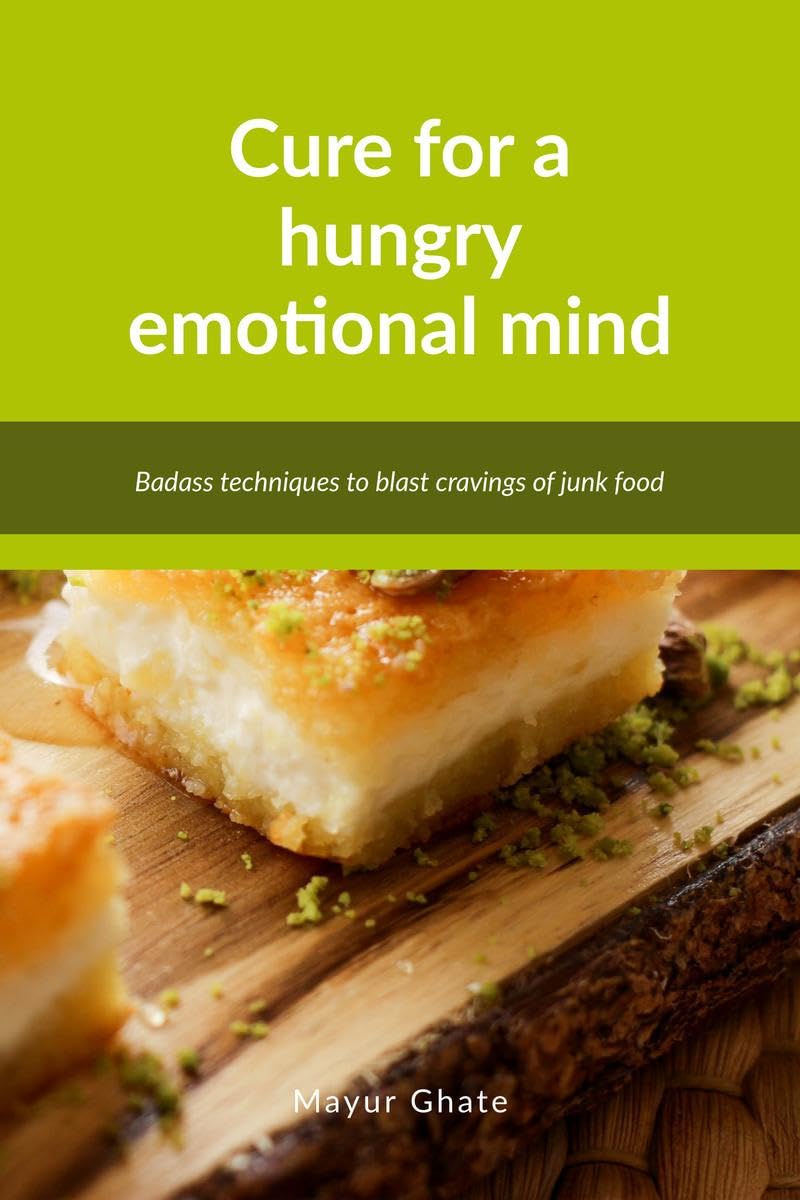 Cure for a
hungry
emotional mind
Badass techniques to blast cravings of junk food
Mayur Ghate